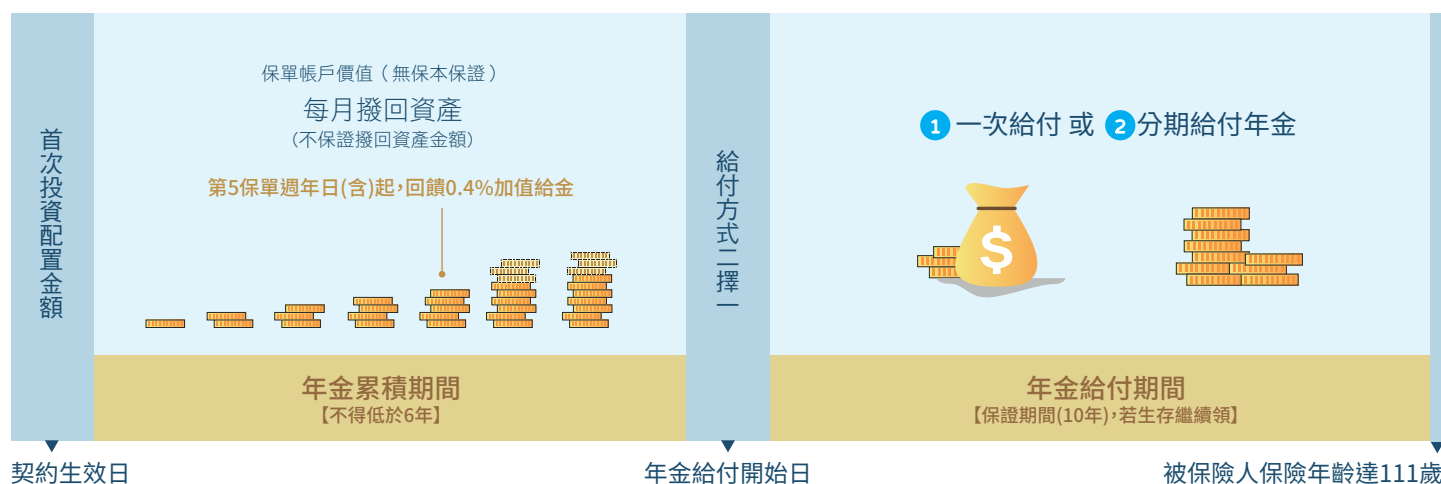 首次投資配置金額
保單帳戶價值（無保本保證）
每月撥回資產
（不保證撥回資產金額）
第5保單週年日(含)起，回饋0.4%加值給金
年金累積期間
【不得低於6年】
給付方式二擇一
1 一次給付 或 2 分期給付年金
$
年金給付期間
【保證期間(10年)，若生存繼續領】
契約生效日
年金給付開始日
被保險人保險年齡達111歲